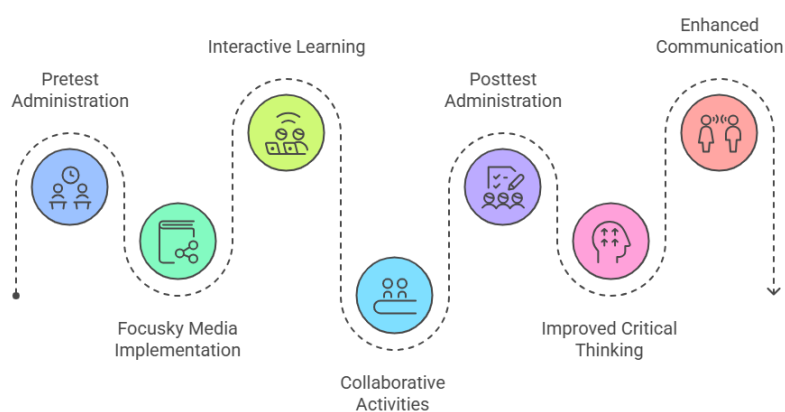 Pretest
Administration
Focusky Media
Implementation
Interactive Learning
Collaborative
Activities
Posttest
Administration
Improved Critical
Thinking
Enhanced
Communication